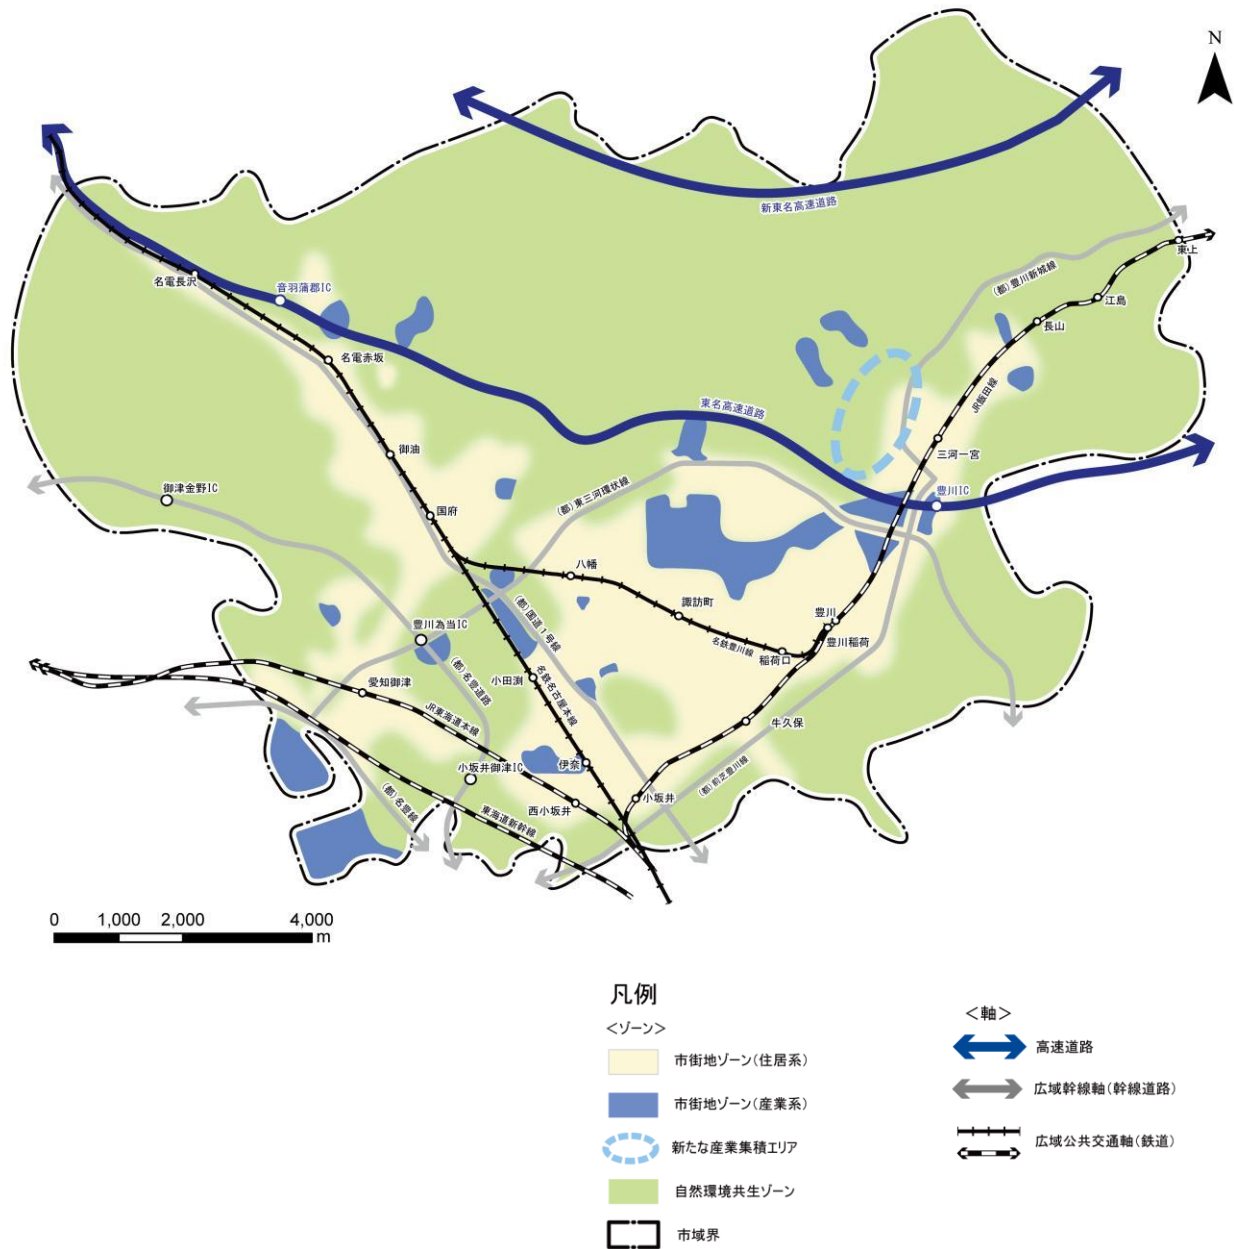 N
新東名高速道路
東上
(都)豊川新城線
名電長沢
音羽蒲郡IC
江島
長山
名電赤坂
JR飯田線
東名高速道路
御油
三河一宮
御津金野IC
(都)東三河環状線
豊川IC
国府
八幡
諏訪町
(都)国道1号線
豊川為当IC
豊川
豊川稲荷
名鉄豊川線
稲荷口
愛知御津
(都)名豊道路
小田渕
名鉄名古屋本線
JR東海道本線
牛久保
小坂井御津IC
伊奈
(都)前芝豊川線
(都)名豊線
東海道新幹線
西小坂井
小坂井
0 1,000 2,000 4,000
m
凡例
<ゾーン>
市街地ゾーン(住居系)
市街地ゾーン(産業系)
新たな産業集積エリア
自然環境共生ゾーン
市域界
<軸>
高速道路
広域幹線軸(幹線道路)
広域公共交通軸(鉄道)